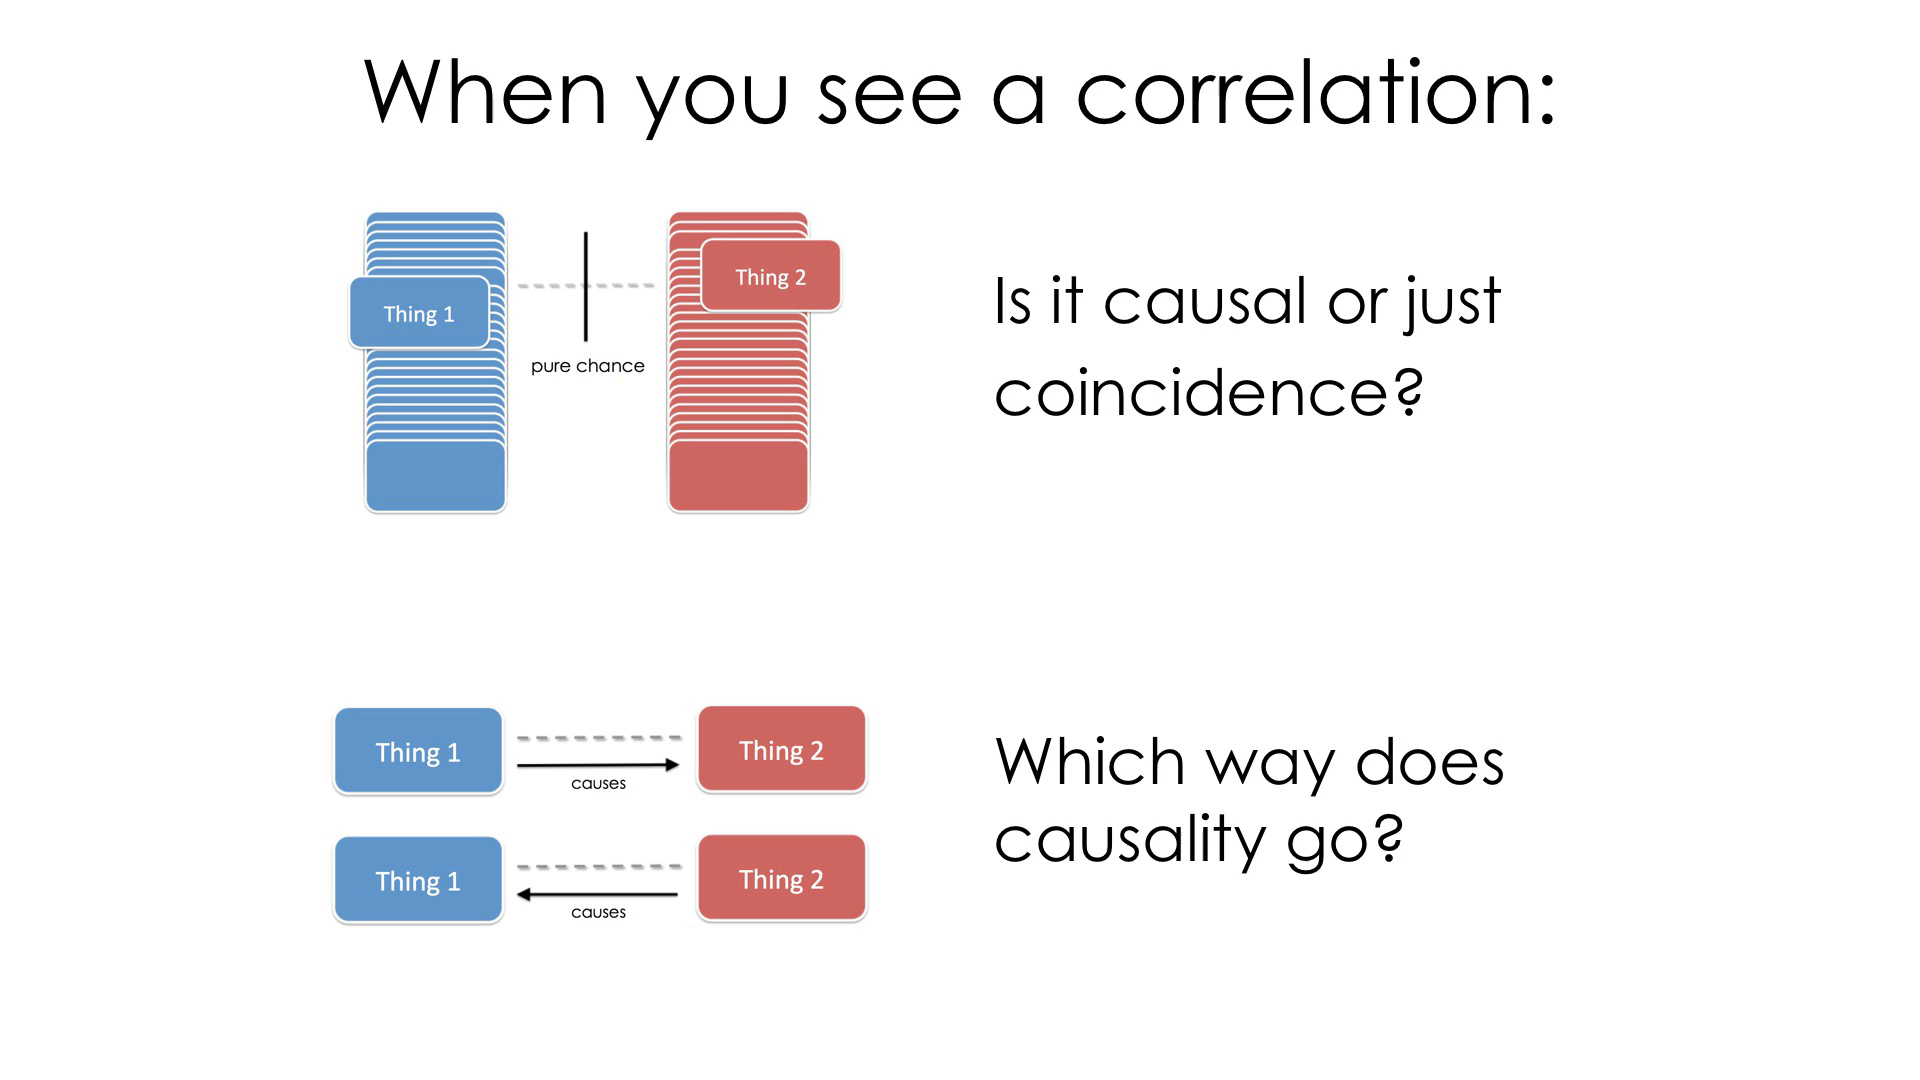 When you see a correlation:
Thing 1
Thing 2
pure chance
Is it causal or just
coincidence?
Thing 1
causes
Thing 2
Thing 1
causes
Thing 2
Which way does
causality go?